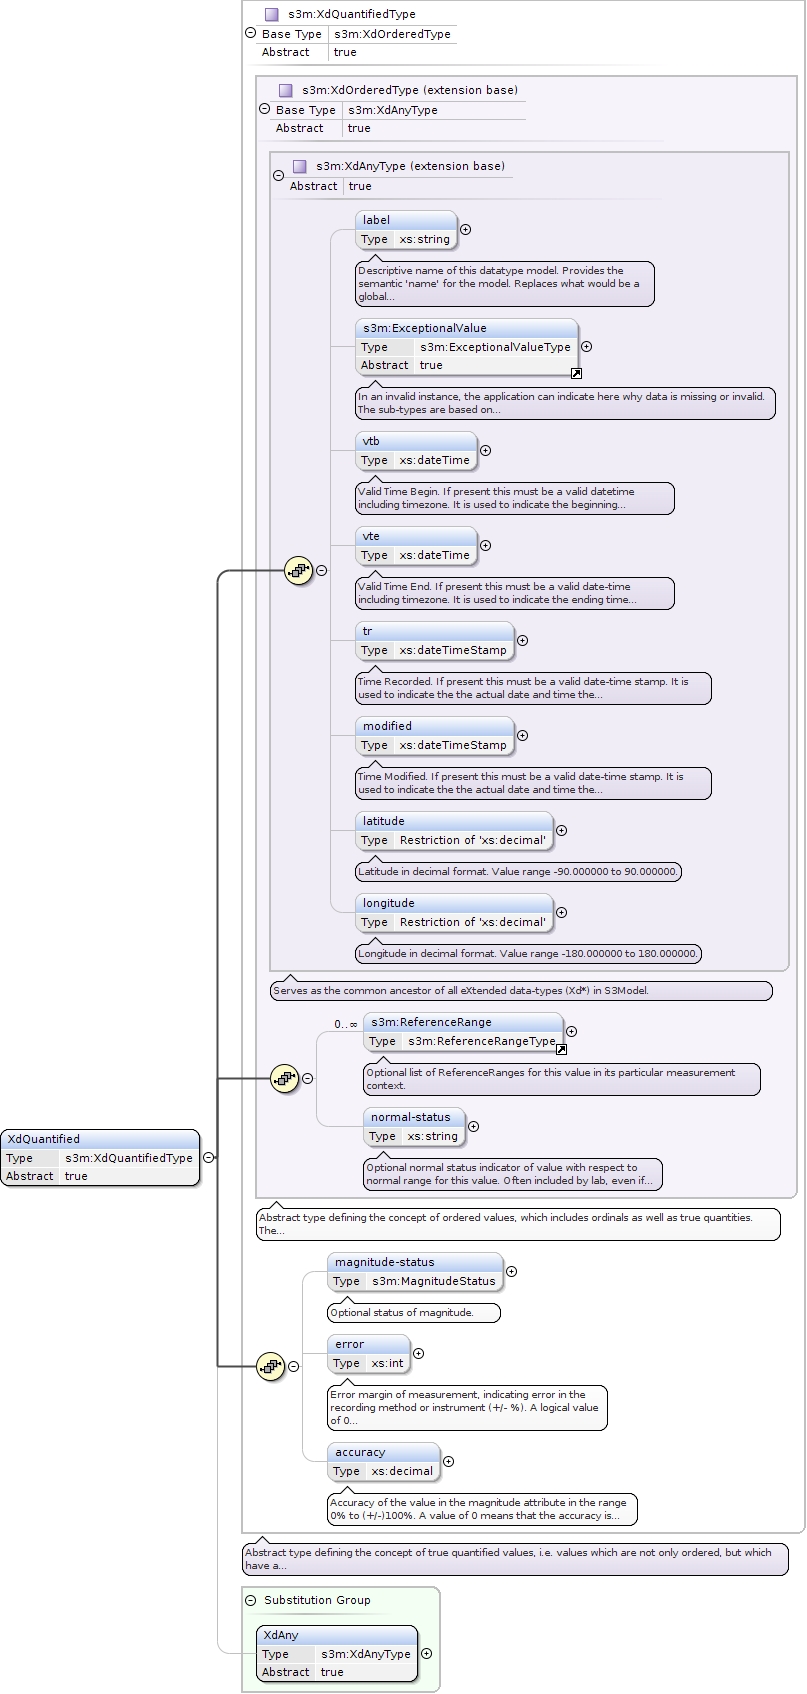 s3m:XdQuantifiedType
Base Type s3m:XdOrderedType
Abstract true
s3m:XdOrderedType (extension base)
Base Type s3m:XdAnyType
Abstract true
s3m:XdAnyType (extension base)
Abstract true
label
Type xs:string
Descriptive name of this datatype model. Provides the
semantic 'name' for the model. Replaces what would be a
global...
s3m:ExceptionalValue
Type s3m:ExceptionalValueType
Abstract true
In an invalid instance, the application can indicate here why data is missing or invalid.
The sub-types are based on...
vtb
Type xs:dateTime
Valid Time Begin. If present this must be a valid datetime
including timezone. It is used to indicate the beginning...
vte
Type xs:dateTime
Valid Time End. If present this must be a valid date-time
including timezone. It is used to indicate the ending time...
tr
Type xs:dateTimeStamp
Time Recorded. If present this must be a valid date-time stamp. It is
used to indicate the the actual date and time the...
modified
Type xs:dateTimeStamp
Time Modified. If present this must be a valid date-time stamp. It is
used to indicate the the actual date and time the...
latitude
Type Restriction of 'xs:decimal'
Latitude in decimal format. Value range -90.000000 to 90.000000.
longitude
Type Restriction of 'xs:decimal'
Longitude in decimal format. Value range -180.000000 to 180.000000.
Serves as the common ancestor of all eXtended data-types (Xd*) in S3Model.
0..∞
s3m:ReferenceRange
Type s3m:ReferenceRangeType
Optional list of ReferenceRanges for this value in its particular measurement
context.
normal-status
Type xs:string
Optional normal status indicator of value with respect to
normal range for this value. Often included by lab, even if...
XdQuantified
Type s3m:XdQuantifiedType
Abstract true
Abstract type defining the concept of ordered values, which includes ordinals as well as true quantities.
The...
magnitude-status
Type s3m:MagnitudeStatus
Optional status of magnitude.
error
Type xs:int
Error margin of measurement, indicating error in the
recording method or instrument (+/- %). A logical value
of 0...
accuracy
Type xs:decimal
Accuracy of the value in the magnitude attribute in the range
0% to (+/-)100%. A value of 0 means that the accuracy is...
Abstract type defining the concept of true quantified values, i.e. values which are not only ordered, but which
have a...
Substitution Group
XdAny
Type s3m:XdAnyType
Abstract true